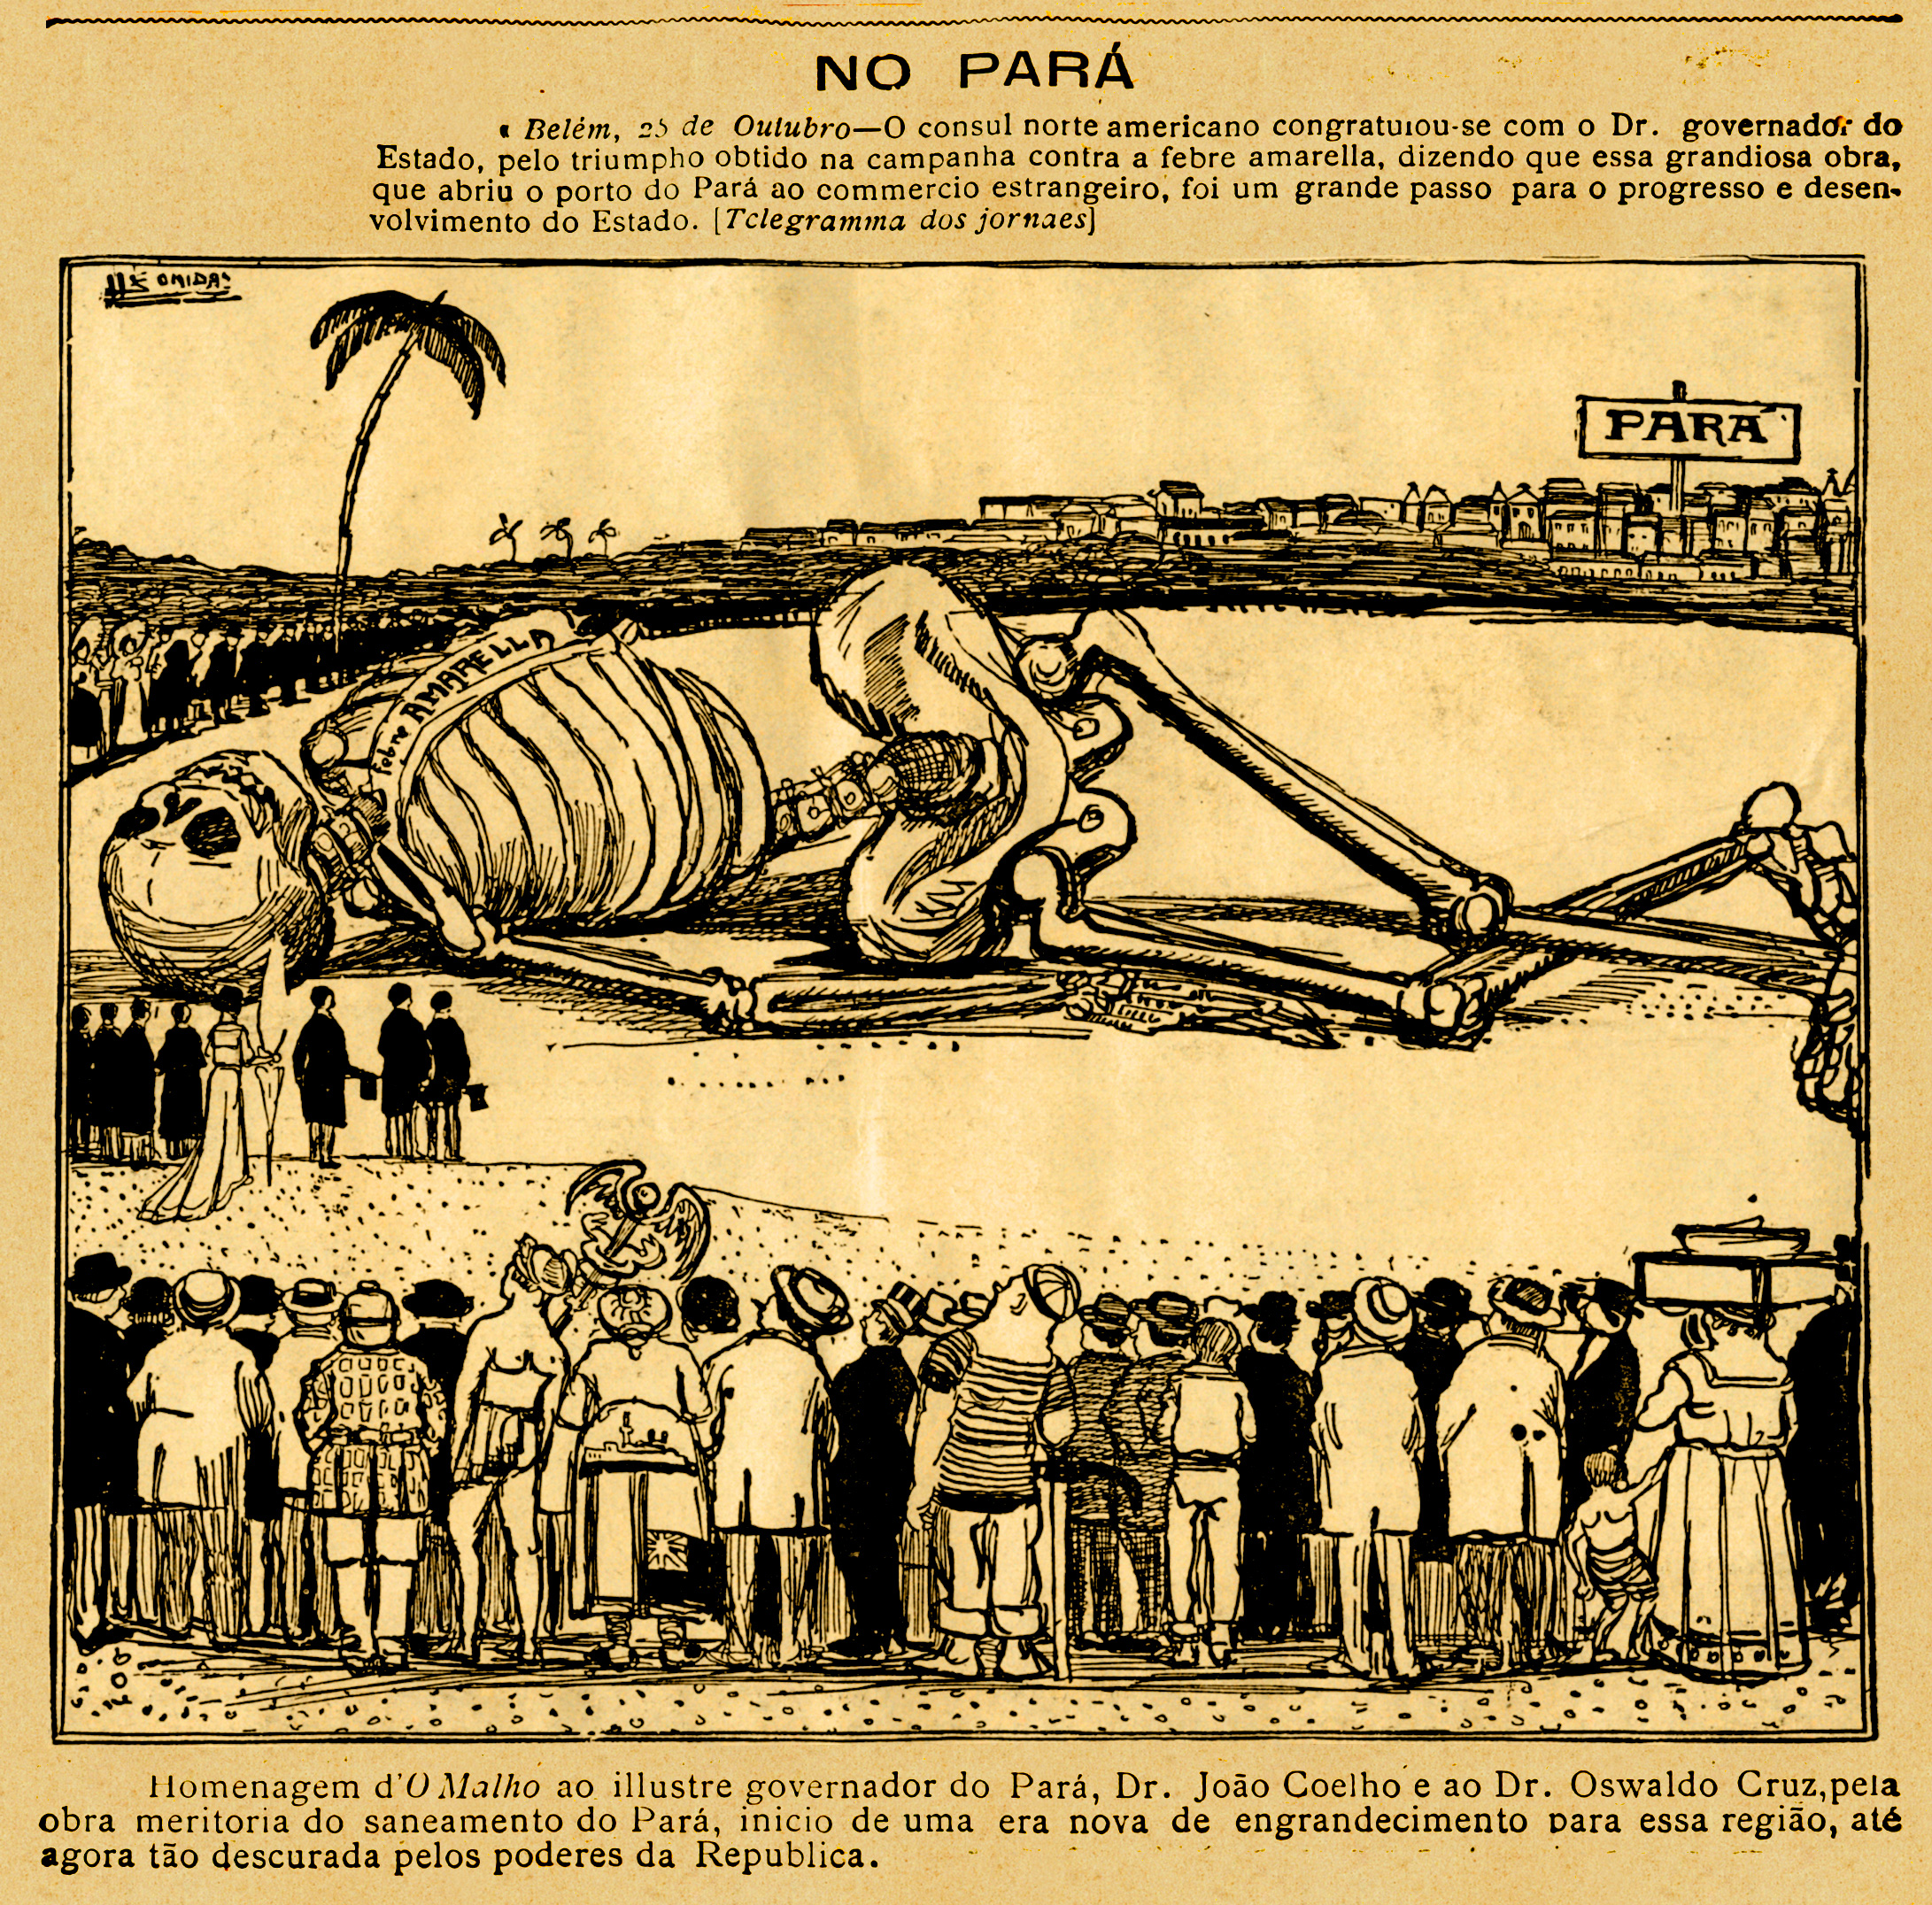 NO PARÁ
« Belém, 25 de Outubro—O consul norte americano congratulou-se com o Dr. governador do
Estado, pelo triumpho obtido na campanha contra a febre amarella, dizendo que essa grandiosa obra,
que abriu o porto do Pará ao commercio estrangeiro, foi um grande passo para o progresso e desen-
volvimento do Estado. [Telegramma dos jornaes]
PARÁ
febre AMARELLA
Homenagem d'O Malho ao illustre governador do Pará, Dr. João Coelho e ao Dr. Oswaldo Cruz, pela
obra meritoria do saneamento do Pará, inicio de uma era nova de engrandecimento para essa região, até
agora tão descurada pelos poderes da Republica.